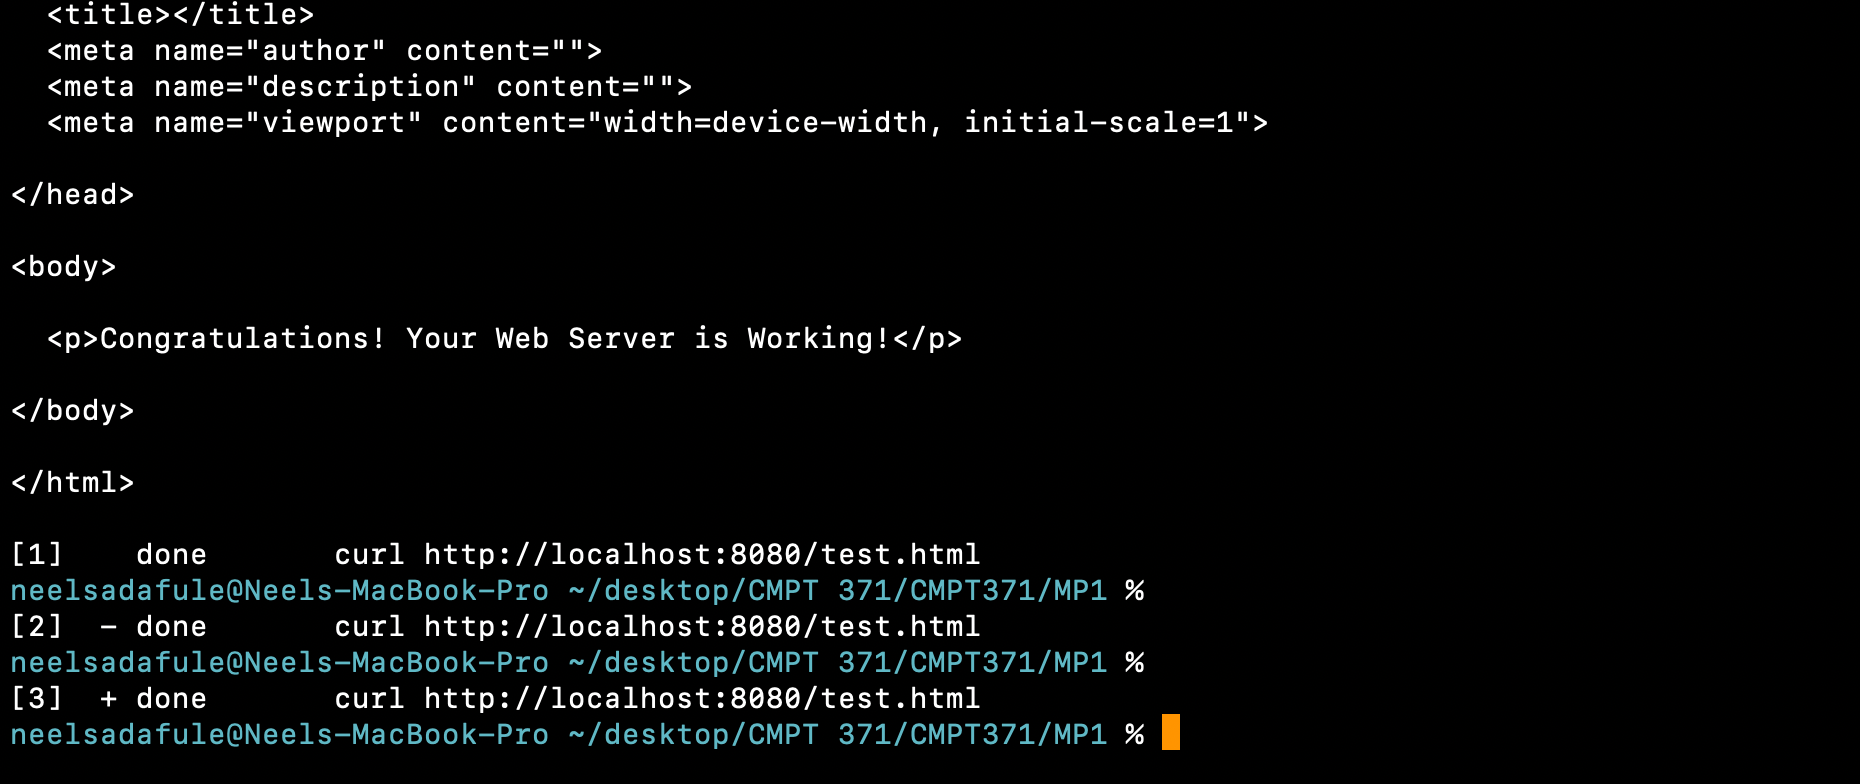 <title></title>
<meta name="author" content="">
<meta name="description" content="">
<meta name="viewport" content="width=device-width, initial-scale=1">
</head>
<body>
<p>Congratulations! Your Web Server is Working!</p>
</body>
</html>
[1]    done       curl http://localhost:8080/test.html
neelsadafule@Neels-MacBook-Pro ~/desktop/CMPT 371/CMPT371/MP1 %
[2]  - done       curl http://localhost:8080/test.html
neelsadafule@Neels-MacBook-Pro ~/desktop/CMPT 371/CMPT371/MP1 %
[3]  + done       curl http://localhost:8080/test.html
neelsadafule@Neels-MacBook-Pro ~/desktop/CMPT 371/CMPT371/MP1 %